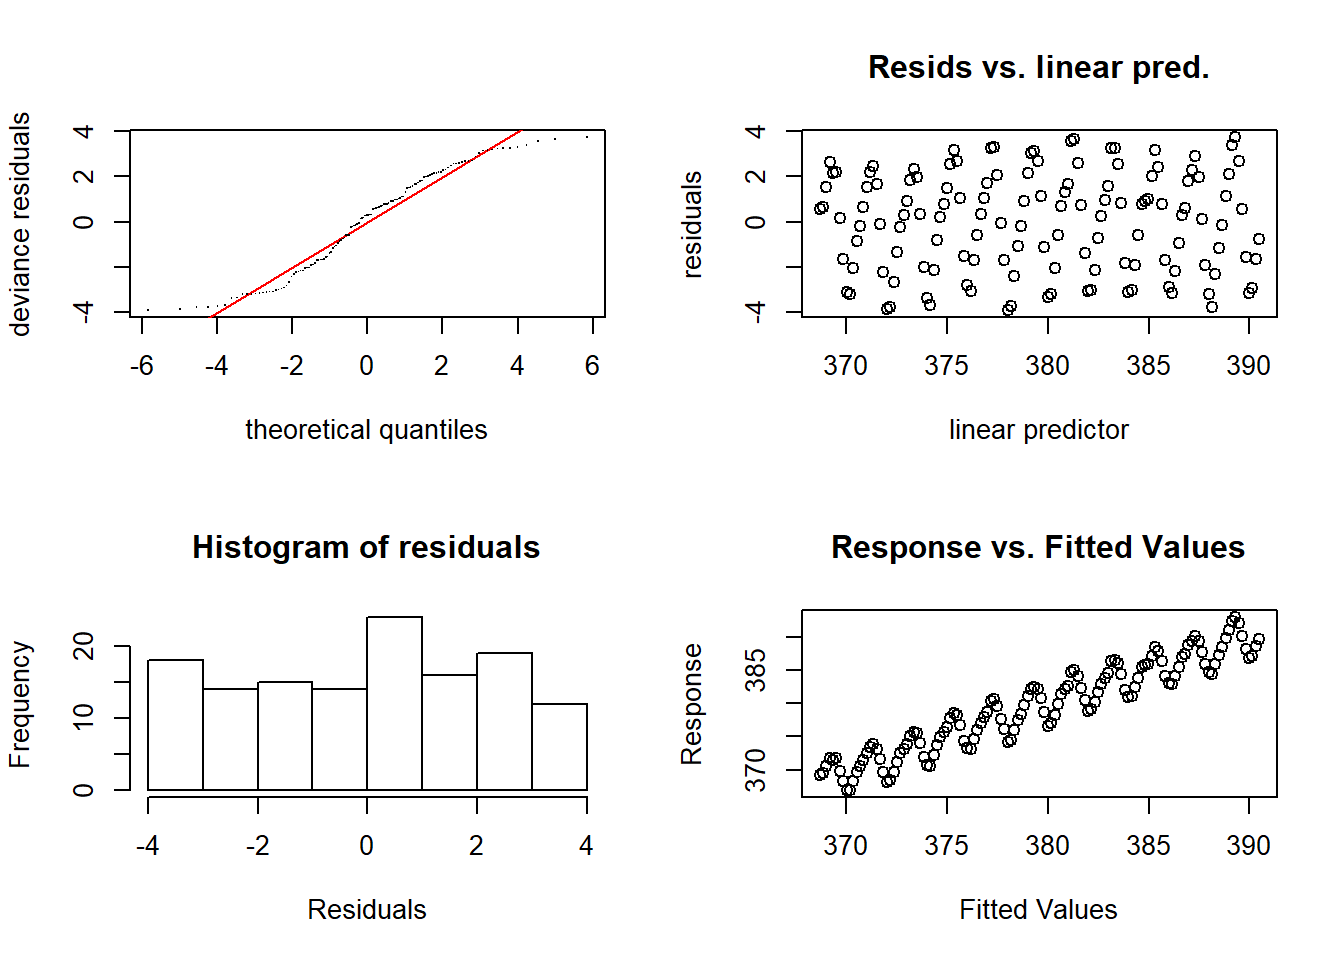 deviance residuals
4
2
0
-4
-6 -4 -2 0 2 4 6
theoretical quantiles
Resids vs. linear pred.
residuals
4
2
0
-4
370 375 380 385 390
linear predictor
Histogram of residuals
Frequency
20
10
0
-4 -2 0 2 4
Residuals
Response vs. Fitted Values
Response
385
370
370 375 380 385 390
Fitted Values